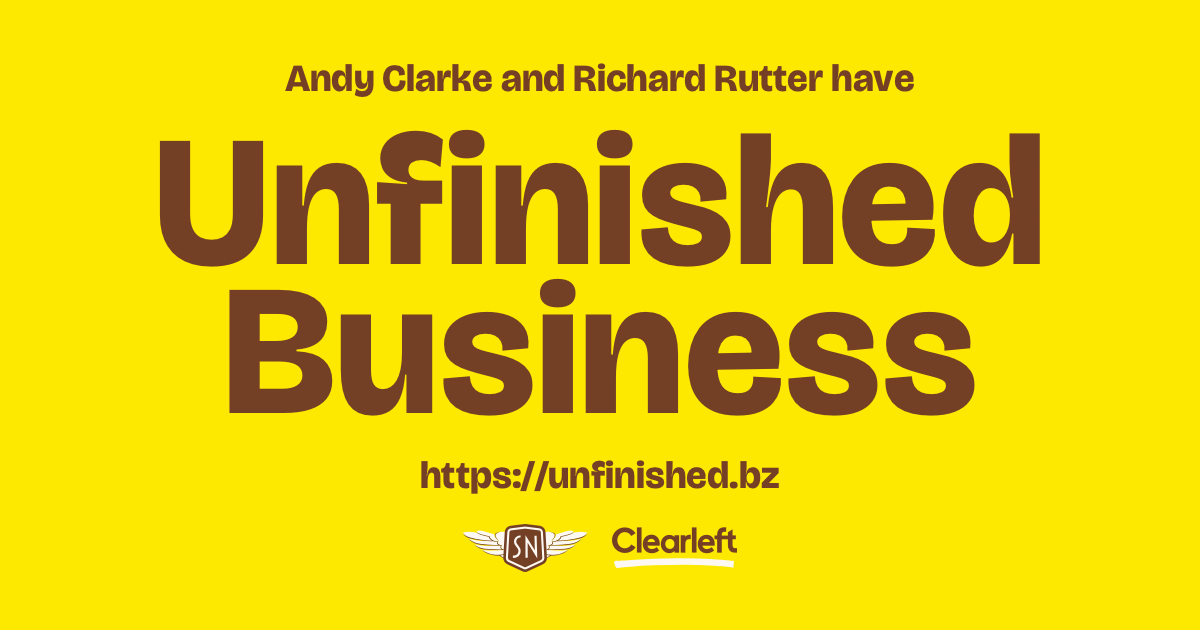 Andy Clarke and Richard Rutter have
Unfinished
Business
https://unfinished.bz
SN
Clearleft